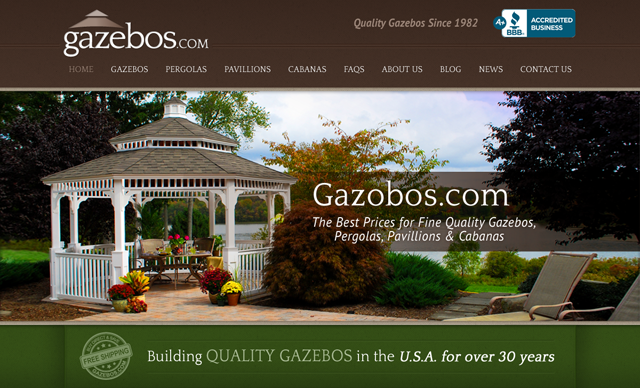 gazebos.com
Quality Gazebos Since 1982
A+
BBB
ACCREDITED
BUSINESS
HOME GAZEBOS PERGOLAS PAVILLIONS CABANAS FAQS ABOUT US BLOG NEWS CONTACT US
Gazobos.com
The Best Prices for Fine Quality Gazebos,
Pergolas, Pavillions & Cabanas
FREE SHIPPING
Building QUALITY GAZEBOS in the U.S.A. for over 30 years